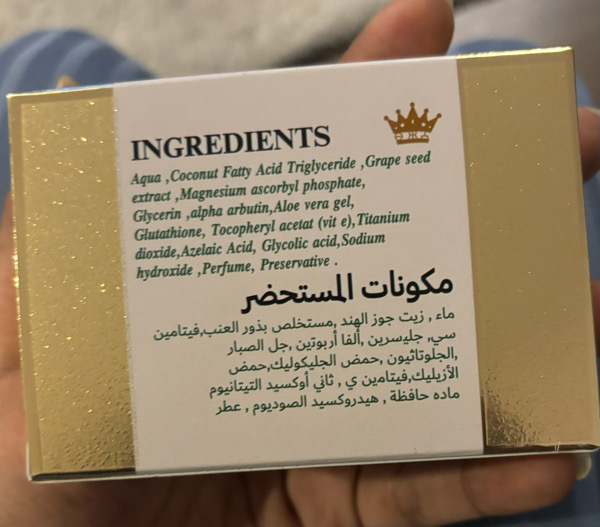 INGREDIENTS
Aqua ,Coconut Fatty Acid Triglyceride ,Grape seed
extract ,Magnesium ascorbyl phosphate,
Glycerin ,alpha arbutin,Aloe vera gel,
Glutathione, Tocopheryl acetat (vit e),Titanium
dioxide,Azelaic Acid, Glycolic acid,Sodium
hydroxide ,Perfume, Preservative .
مكونات المستحضر
ماء , زيت جوز الهند ,مستخلص بذور العنب,فيتامين
سي, جليسرين ,ألفا أربوتين ,جل الصبار
,الجلوتاثيون ,حمض الجليكوليك,حمض
الأزيليك,فيتامين ي , ثاني أوكسيد التيتانيوم
ماده حافظة , هيدروكسيد الصوديوم , عطر